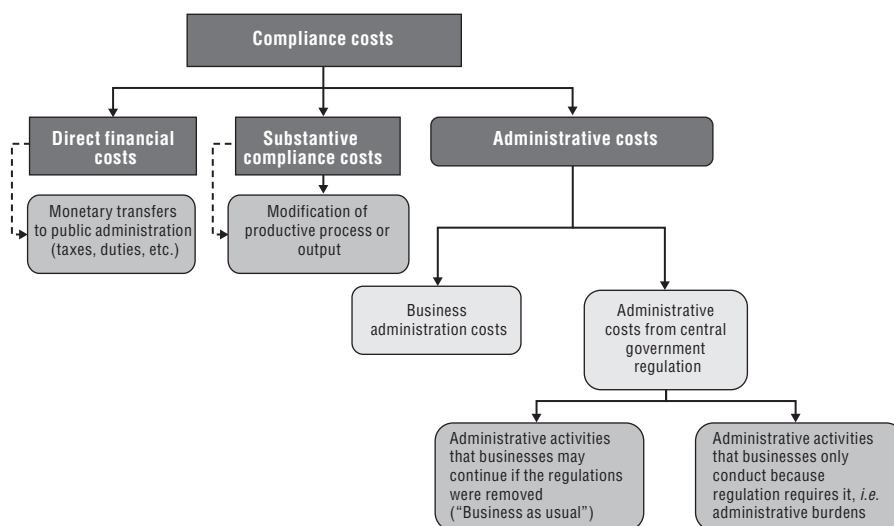 Compliance costs
Direct financial
costs
Substantive
compliance costs
Administrative costs
Monetary transfers
to public administration
(taxes, duties, etc.)
Modification of
productive process or
output
Business
administration costs
Administrative
costs from central
government
regulation
Administrative activities
that businesses may
continue if the regulations
were removed
(“Business as usual”)
Administrative activities
that businesses only
conduct because
regulation requires it, i.e.
administrative burdens